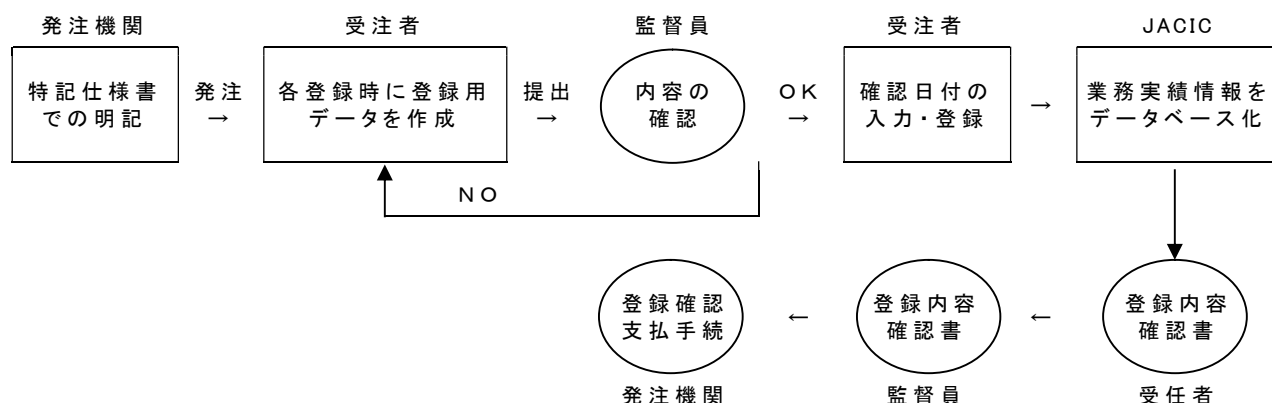 発注機関
受注者
監督員
受注者
JACIC
特記仕様書
での明記
発注
→
各登録時に登録用
データを作成
提出
→
内容の
確認
OK
→
確認日付の
入力・登録
→
業務実績情報を
データベース化
NO
登録確認
支払手続
←
登録内容
確認書
←
登録内容
確認書
発注機関
監督員
受任者